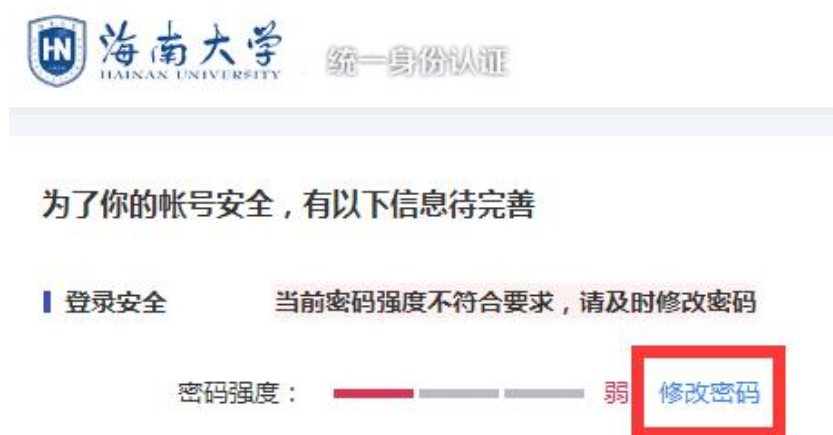 海南大学 统一身份认证
HAINAN UNIVERSITY
为了你的帐号安全，有以下信息待完善
登录安全 当前密码强度不符合要求，请及时修改密码
密码强度： 弱 修改密码